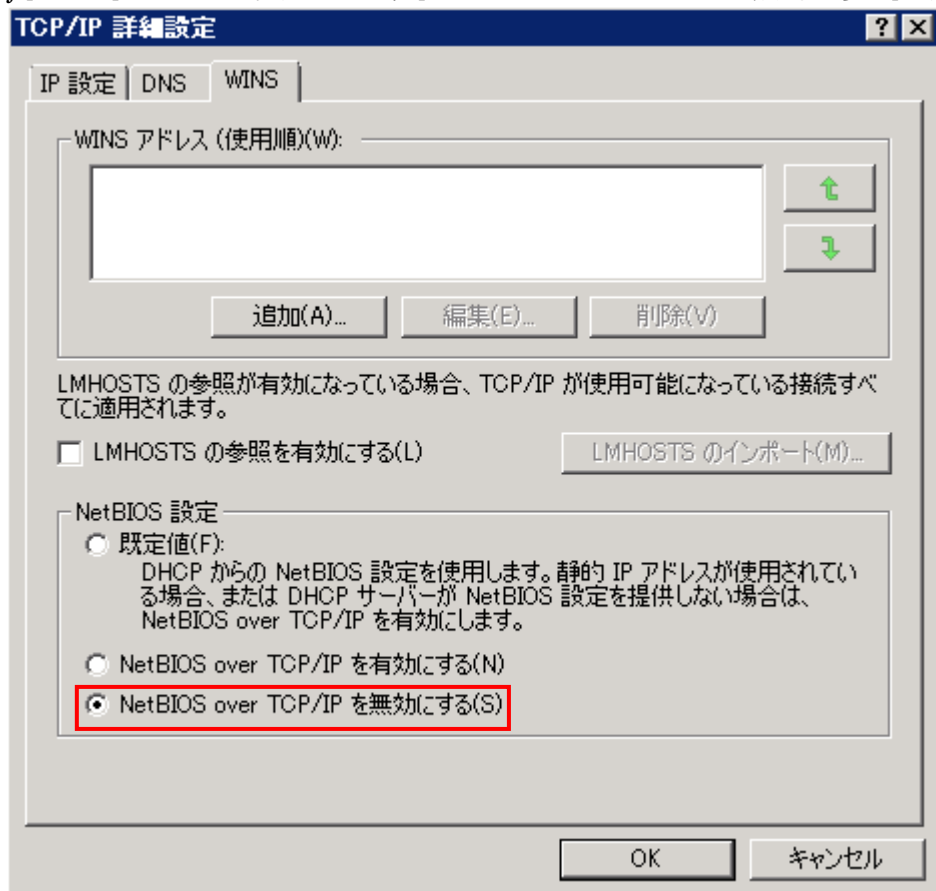 TCP/IP 詳細設定
IP 設定 DNS WINS
WINS アドレス (使用順)(W):
追加(A)... 編集(E)... 削除(V)
LMHOSTS の参照が有効になっている場合、TCP/IP が使用可能になっている接続すべ
てに適用されます。
LMHOSTS の参照を有効にする(L) LMHOSTS のインポート(M)...
NetBIOS 設定
既定値(F):
DHCP からの NetBIOS 設定を使用します。静的 IP アドレスが使用されてい
る場合、または DHCP サーバーが NetBIOS 設定を提供しない場合は、
NetBIOS over TCP/IP を有効にします。
NetBIOS over TCP/IP を有効にする(N)
NetBIOS over TCP/IP を無効にする(S)
OK キャンセル